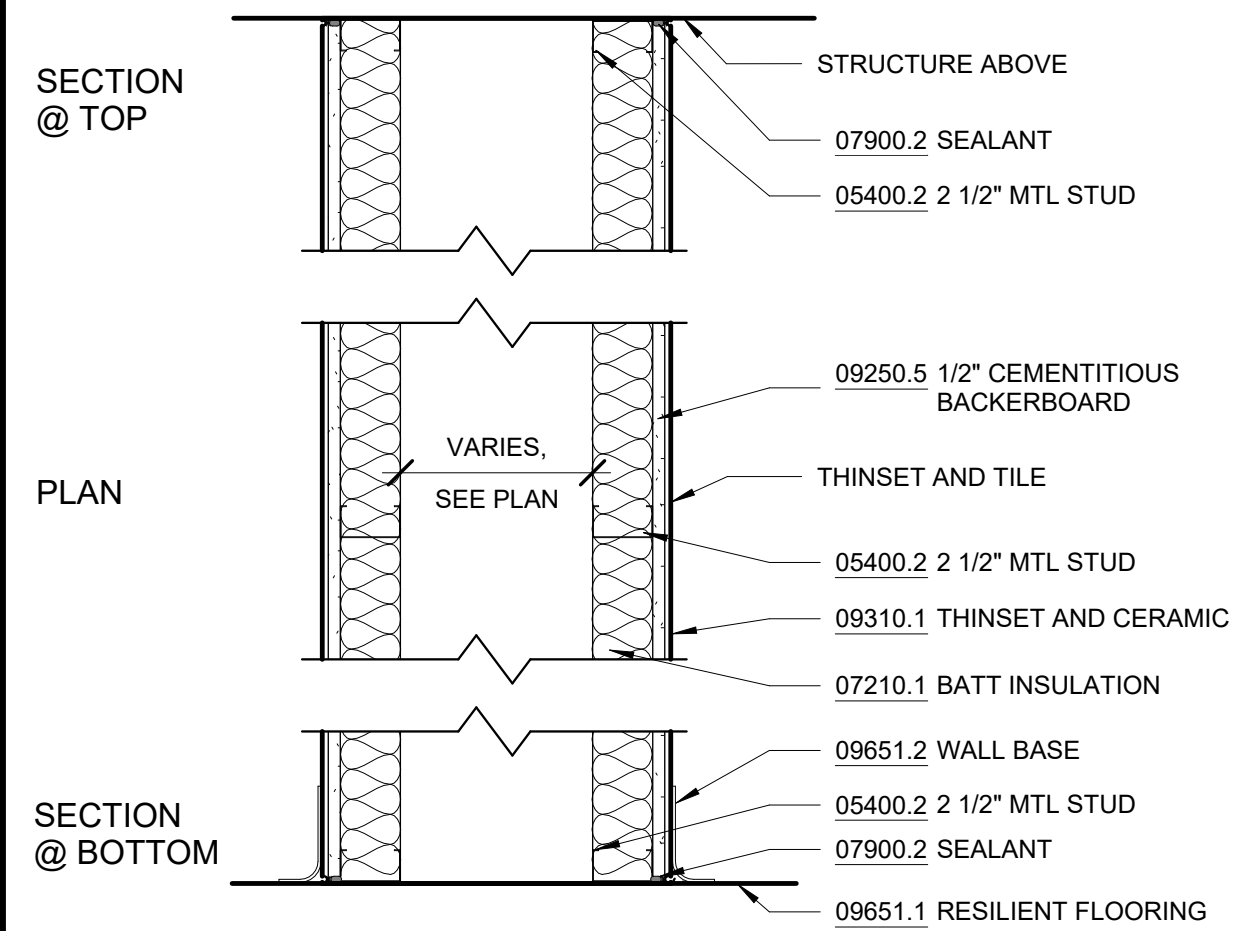 SECTION
@ TOP
STRUCTURE ABOVE
07900.2 SEALANT
05400.2 2 1/2" MTL STUD
PLAN
VARIES,
SEE PLAN
09250.5 1/2" CEMENTITIOUS
BACKERBOARD
THINSET AND TILE
05400.2 2 1/2" MTL STUD
09310.1 THINSET AND CERAMIC
07210.1 BATT INSULATION
SECTION
@ BOTTOM
09651.2 WALL BASE
05400.2 2 1/2" MTL STUD
07900.2 SEALANT
09651.1 RESILIENT FLOORING